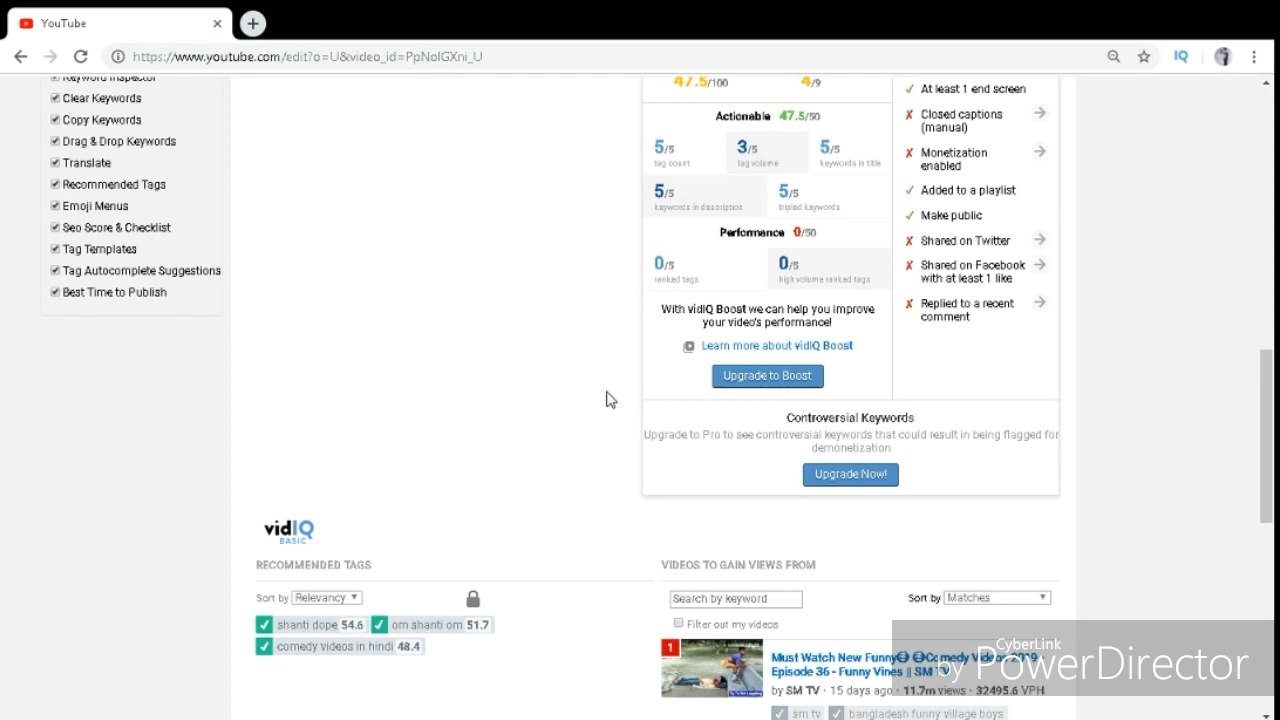 YouTube
https://www.youtube.com/edit?o=U&video_id=PpNolGXni_U
IQ
Keyword Inspector
Clear Keywords
Copy Keywords
Drag & Drop Keywords
Translate
Recommended Tags
Emoji Menus
Seo Score & Checklist
Tag Templates
Tag Autocomplete Suggestions
Best Time to Publish
47.5/100
4/9
Actionable 47.5/50
5/5
tag count
3/5
tag volume
5/5
keywords in title
5/5
keywords in description
5/5
tripled keywords
Performance 0/50
0/5
ranked tags
0/5
high volume ranked tags
With vidIQ Boost we can help you improve
your video's performance!
Learn more about vidIQ Boost
Upgrade to Boost
At least 1 end screen
Closed captions
(manual)
Monetization
enabled
Added to a playlist
Make public
Shared on Twitter
Shared on Facebook
with at least 1 like
Replied to a recent
comment
Controversial Keywords
Upgrade to Pro to see controversial keywords that could result in being flagged for
demonetization
Upgrade Now!
vidIQ
BASIC
RECOMMENDED TAGS
Sort by Relevancy
shanti dope 54.6
om shanti om 51.7
comedy videos in hindi 48.4
VIDEOS TO GAIN VIEWS FROM
Search by keyword
Sort by Matches
Filter out my videos
1
Must Watch New Funny😂 😂Comedy Videos 2019 -
Episode 36 - Funny Vines || SM TV
by SM TV · 15 days ago · 11.7m views · 32495.6 VPH
sm tv
bangladesh funny village boys
CyberLink
by PowerDirector